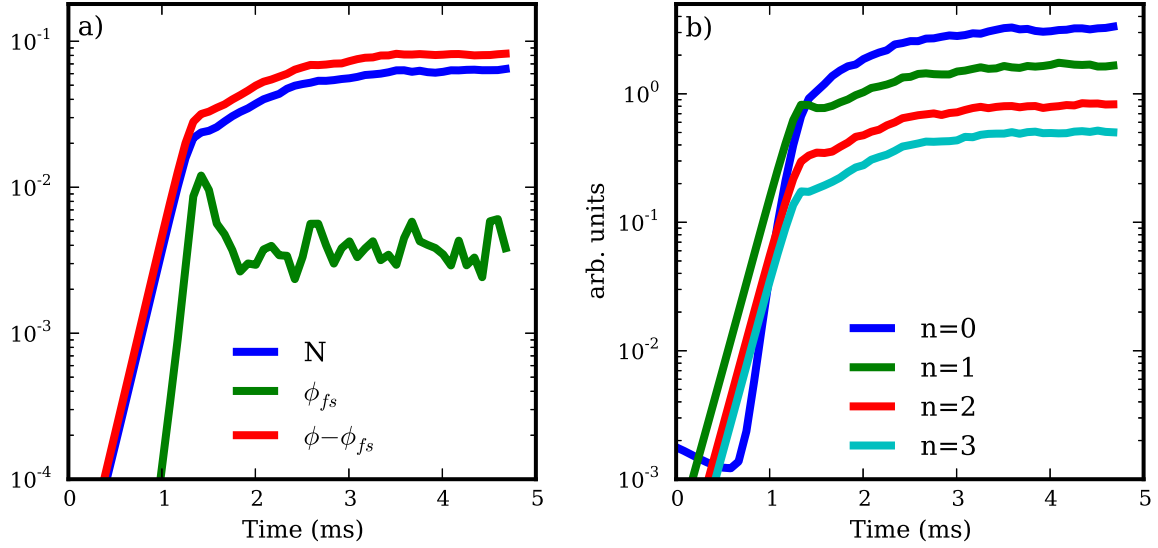 a)
10⁻¹
10⁻²
10⁻³
10⁻⁴
N
ϕ_fs
ϕ−ϕ_fs
0 1 2 3 4 5
Time (ms)
b)
arb. units
10⁰
10⁻¹
10⁻²
10⁻³
n=0
n=1
n=2
n=3
0 1 2 3 4 5
Time (ms)